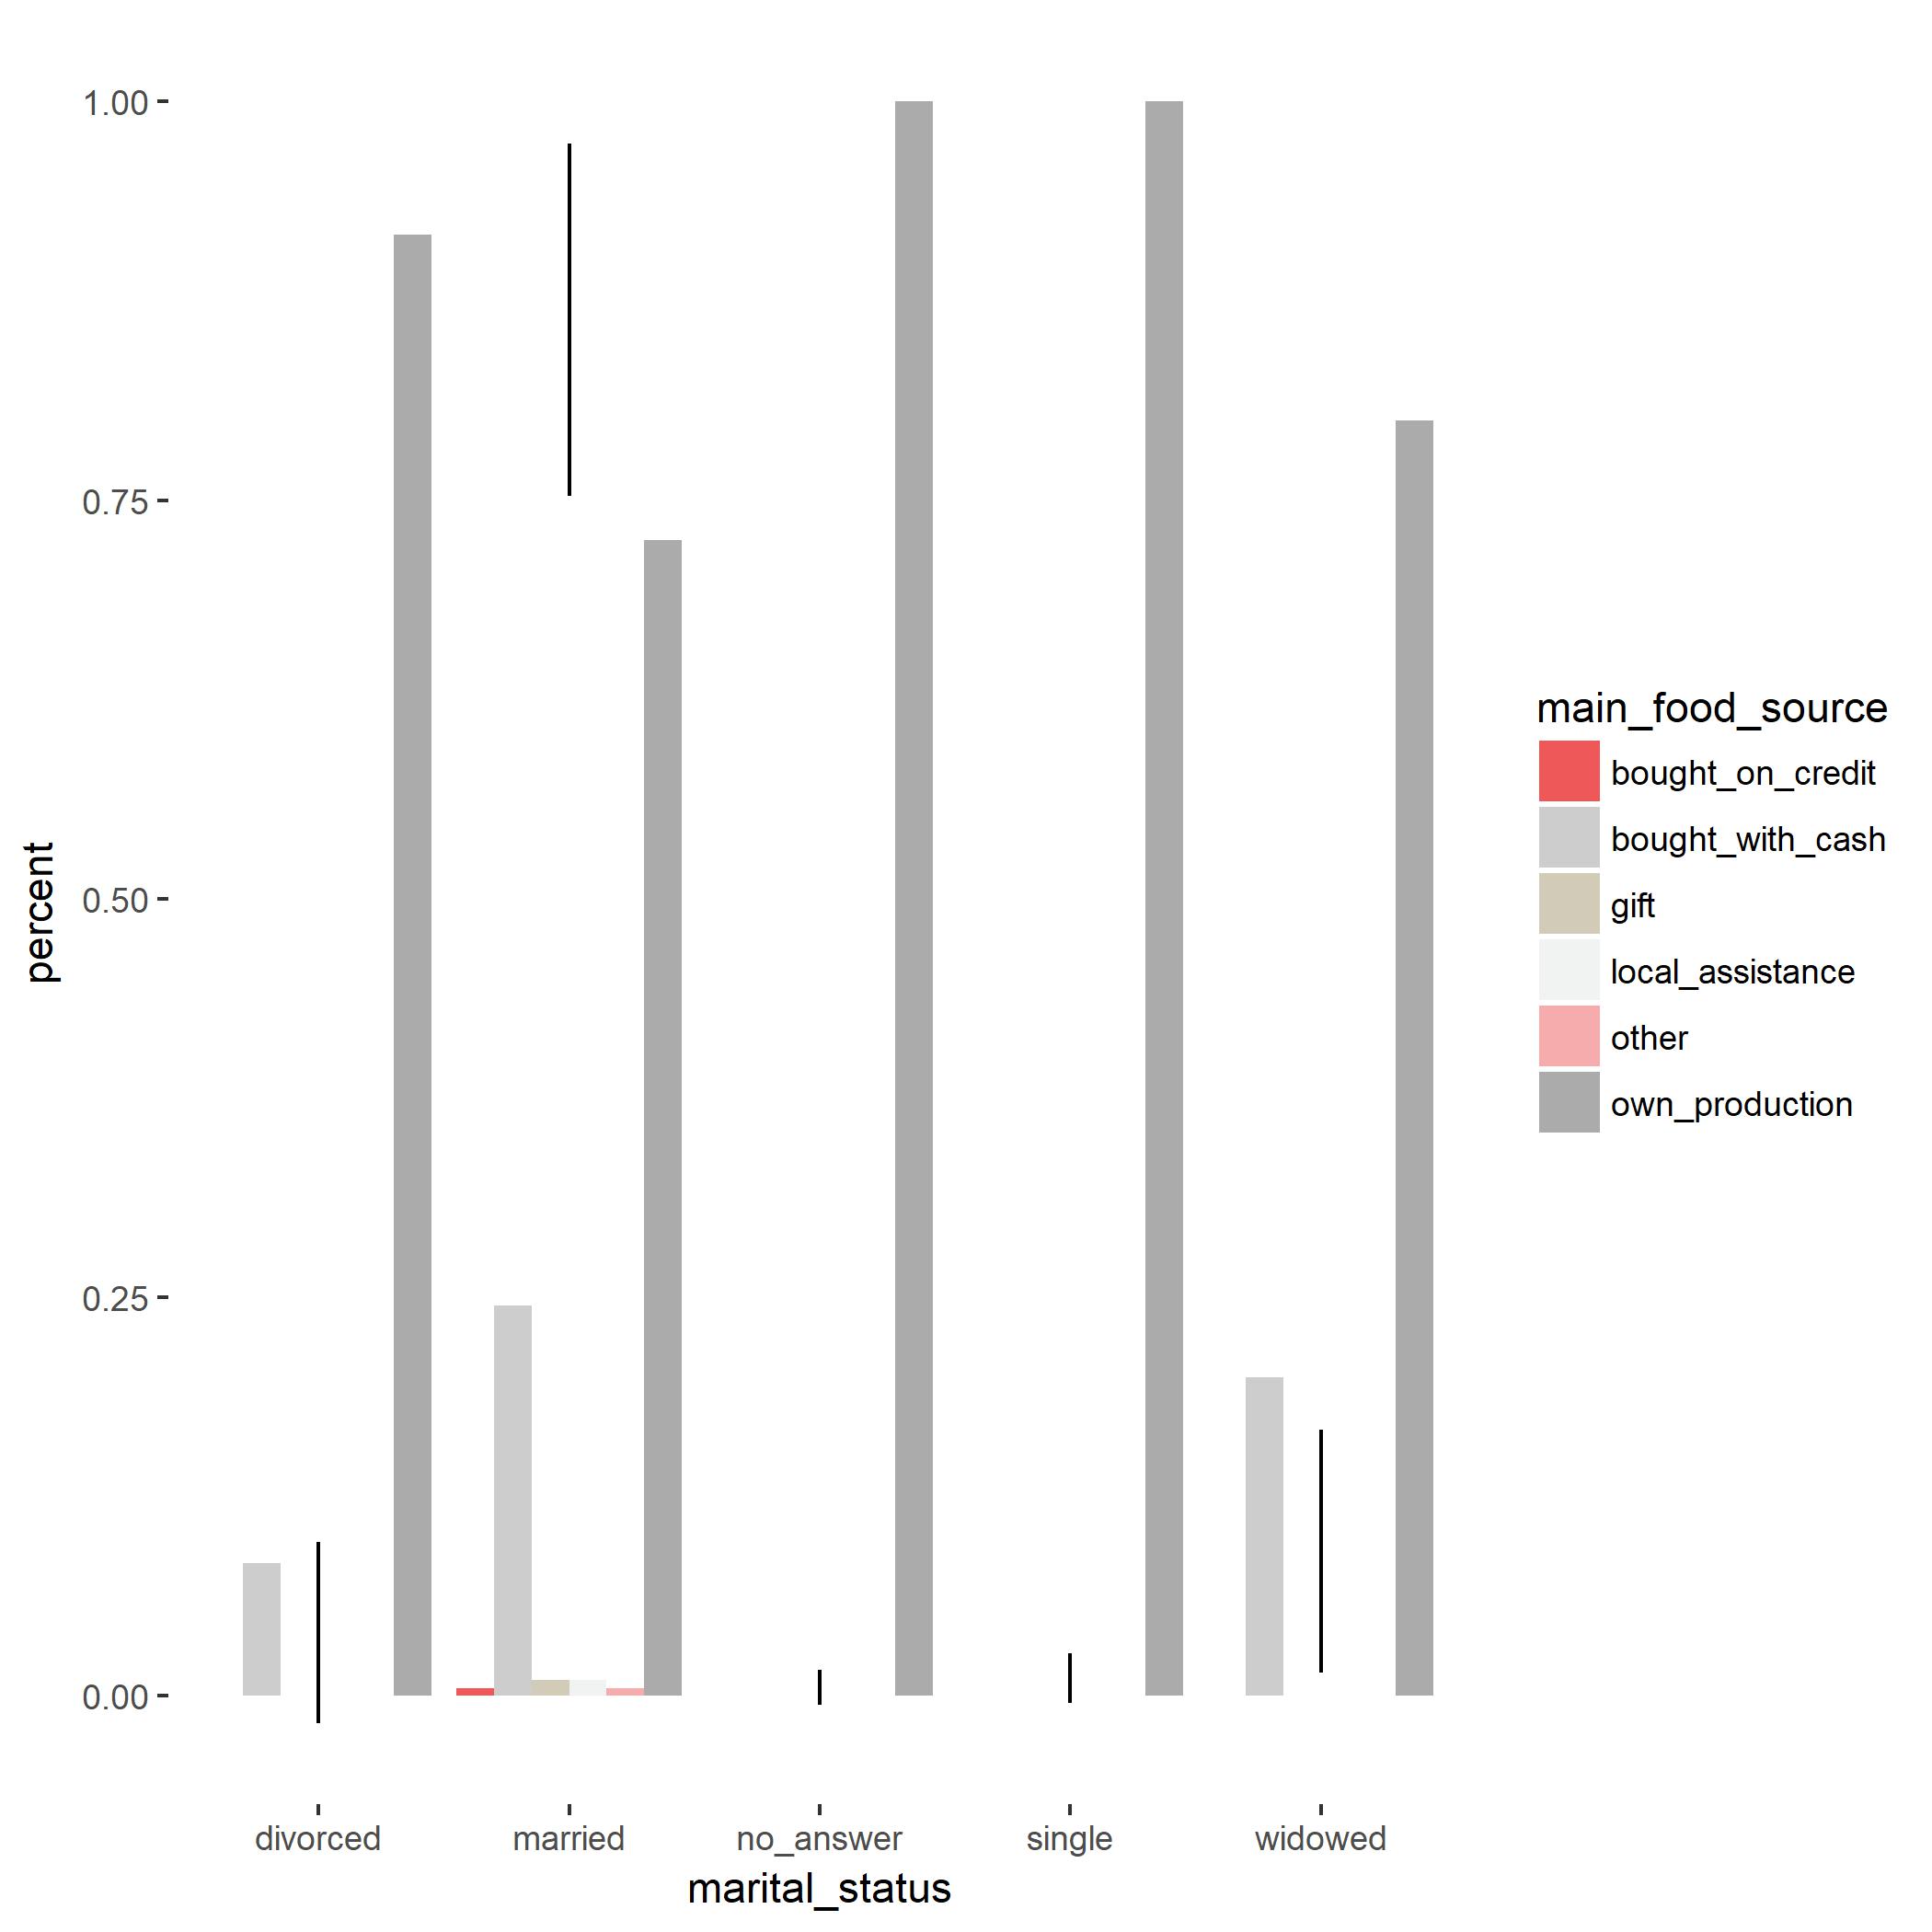 1.00
0.75
0.50
0.25
0.00
percent
divorced
married
no_answer
single
widowed
marital_status
main_food_source
bought_on_credit
bought_with_cash
gift
local_assistance
other
own_production